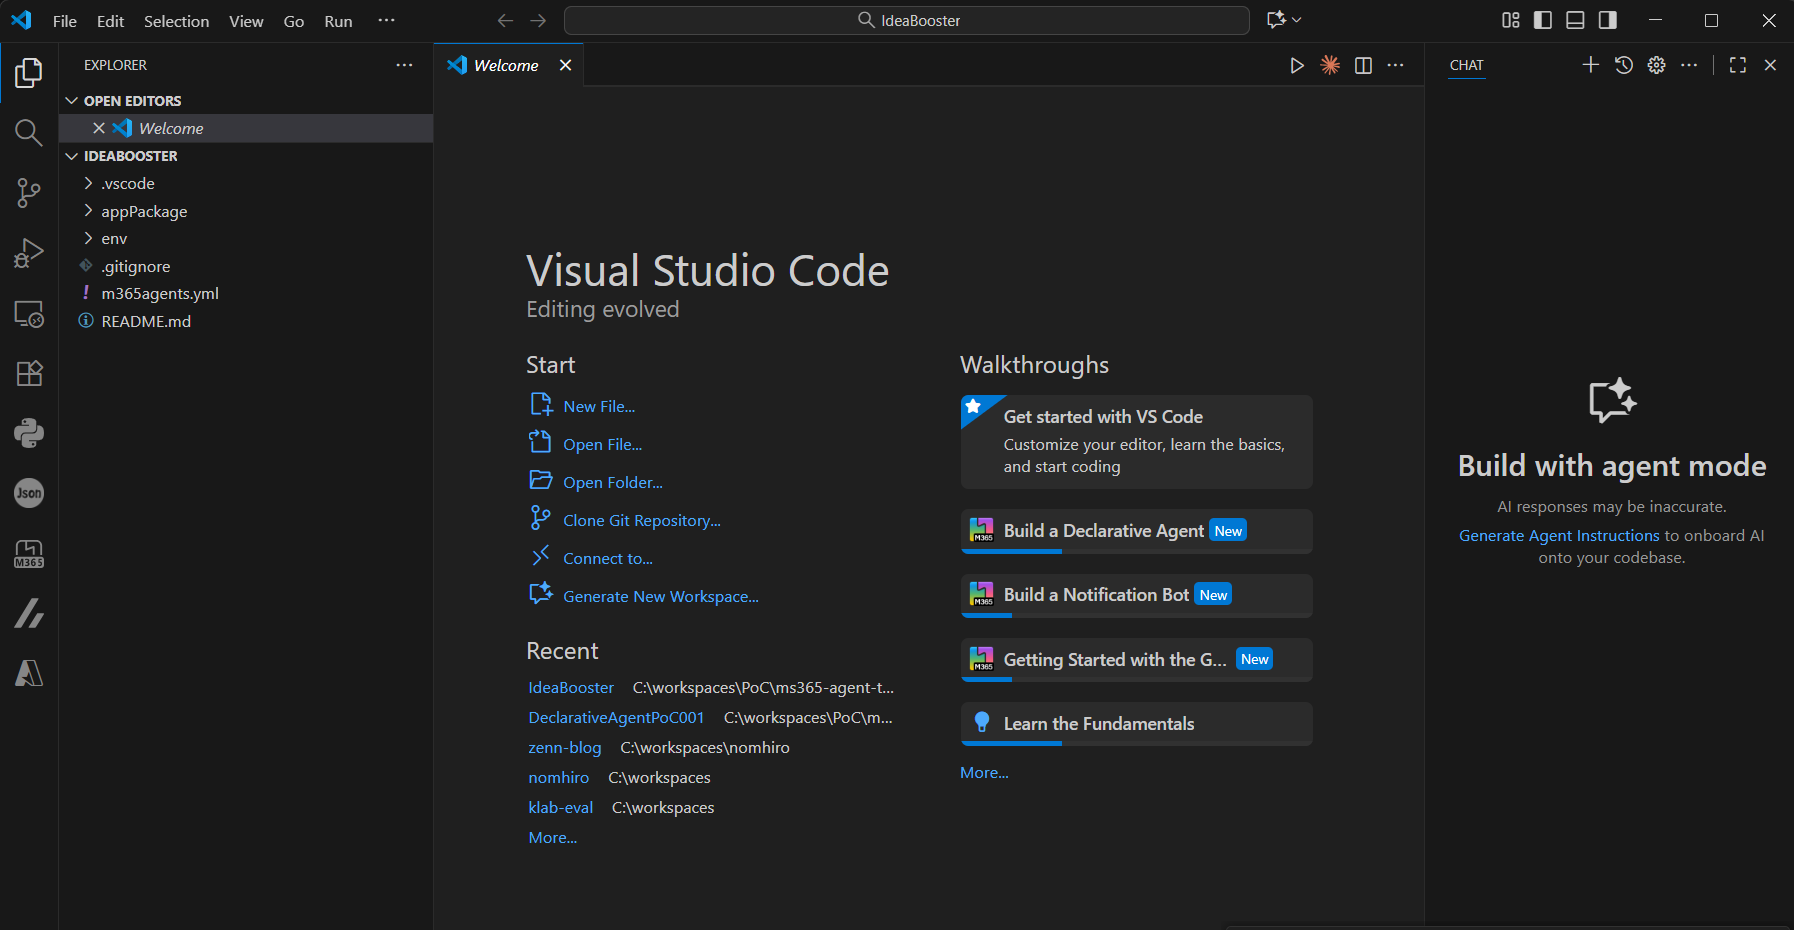 File Edit Selection View Go Run
IdeaBooster
EXPLORER
OPEN EDITORS
Welcome
IDEABOOSTER
.vscode
appPackage
env
.gitignore
m365agents.yml
README.md
Json
M365
Welcome
Visual Studio Code
Editing evolved
Start
New File...
Open File...
Open Folder...
Clone Git Repository...
Connect to...
Generate New Workspace...
Recent
IdeaBooster C:\workspaces\PoC\ms365-agent-t...
DeclarativeAgentPoC001 C:\workspaces\PoC\m...
zenn-blog C:\workspaces\nomhiro
nomhiro C:\workspaces
klab-eval C:\workspaces
More...
Walkthroughs
Get started with VS Code
Customize your editor, learn the basics,
and start coding
M365 Build a Declarative Agent New
M365 Build a Notification Bot New
M365 Getting Started with the G... New
Learn the Fundamentals
More...
CHAT
Build with agent mode
AI responses may be inaccurate.
Generate Agent Instructions to onboard AI
onto your codebase.